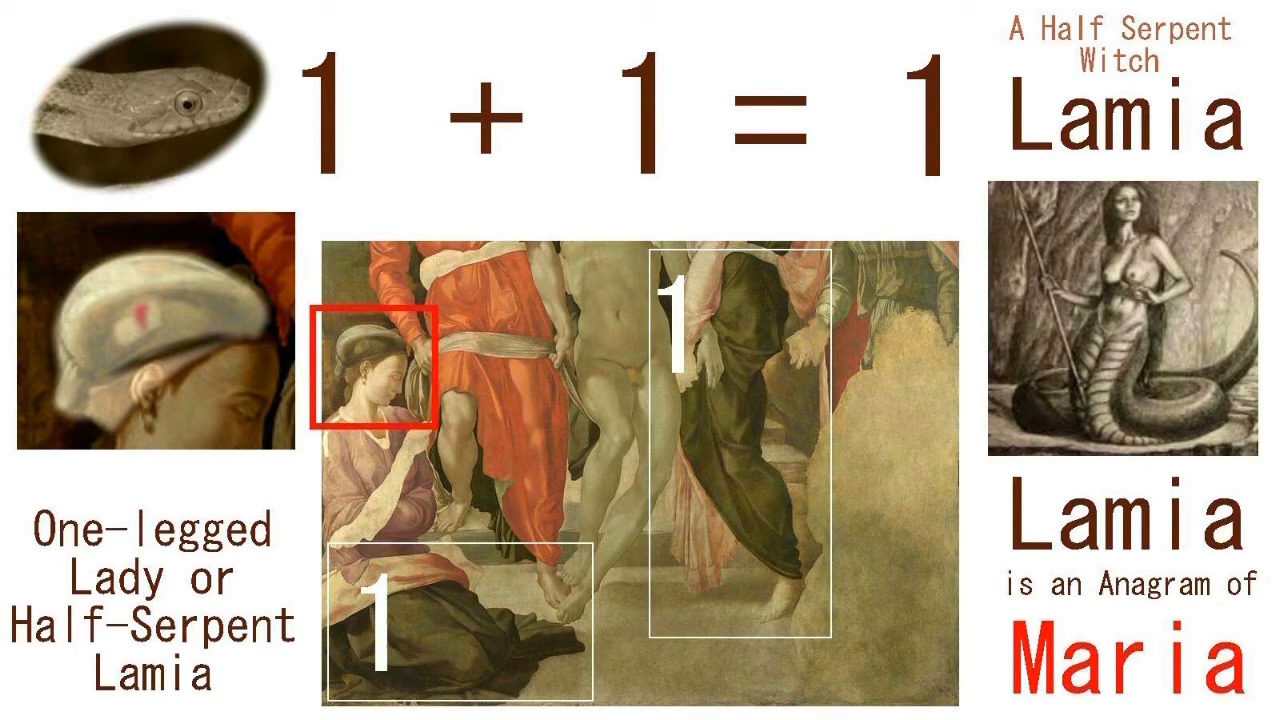 1 + 1 = 1
A Half Serpent
Witch
Lamia
1
1
One-legged
Lady or
Half-Serpent
Lamia
Lamia
is an Anagram of
Maria